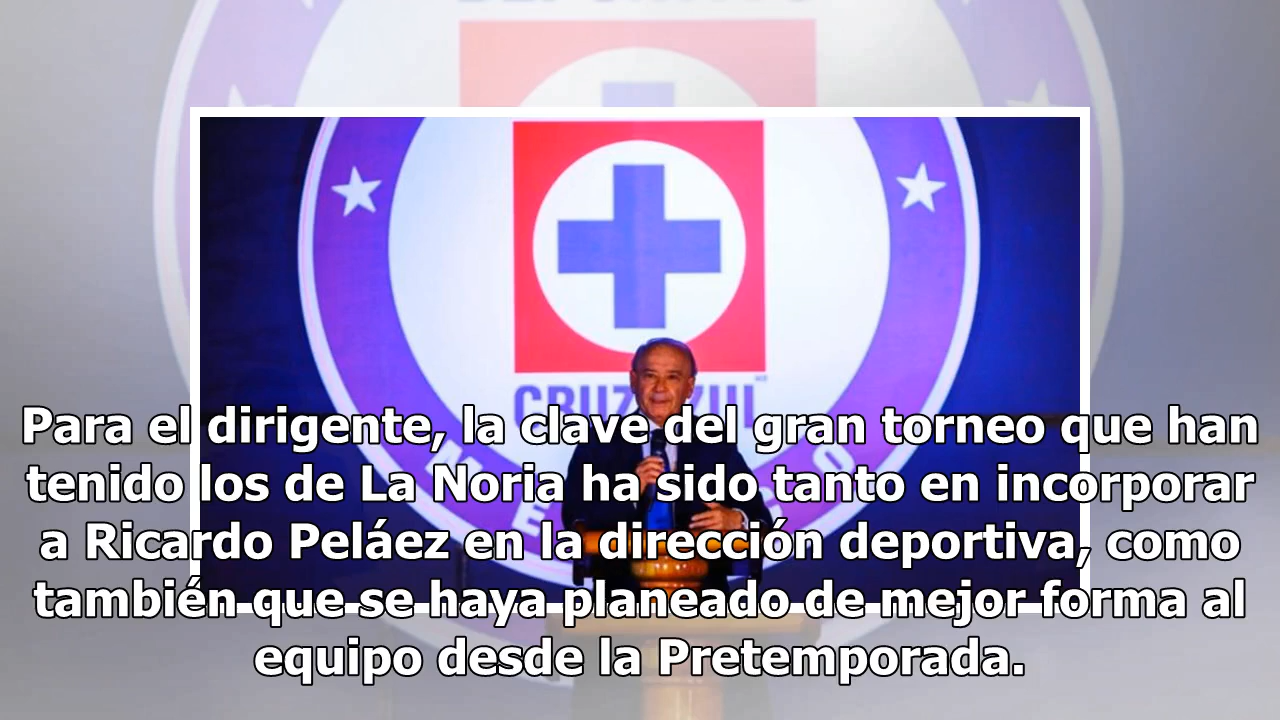 CRUZ AZUL
Para el dirigente, la clave del gran torneo que han
tenido los de La Noria ha sido tanto en incorporar
a Ricardo Peláez en la dirección deportiva, como
también que se haya planeado de mejor forma al
equipo desde la Pretemporada.